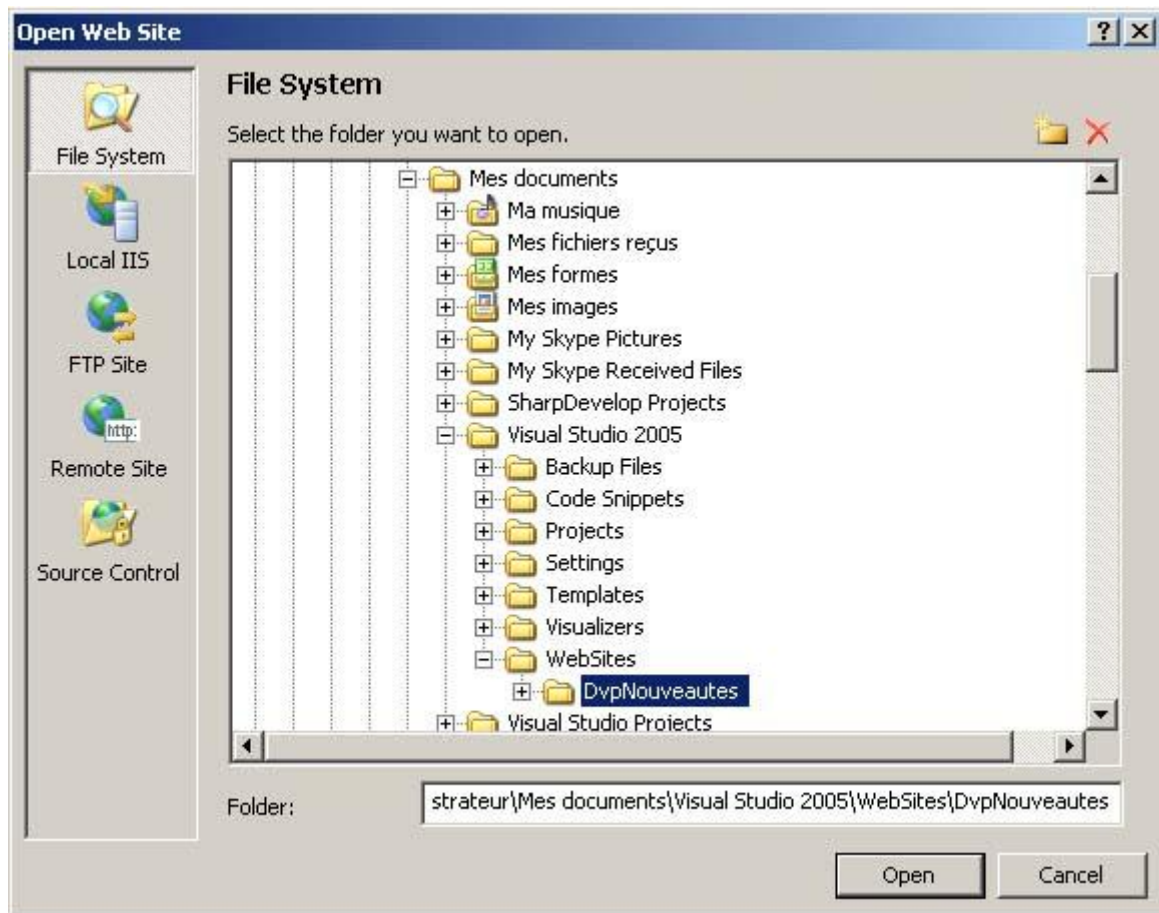 Open Web Site
File System
Local IIS
FTP Site
http:
Remote Site
Source Control
File System
Select the folder you want to open.
Mes documents
Ma musique
Mes fichiers reçus
Mes formes
Mes images
My Skype Pictures
My Skype Received Files
SharpDevelop Projects
Visual Studio 2005
Backup Files
Code Snippets
Projects
Settings
Templates
Visualizers
WebSites
DvpNouveautes
Visual Studio Projects
Folder: strateur\Mes documents\Visual Studio 2005\WebSites\DvpNouveautes
Open Cancel